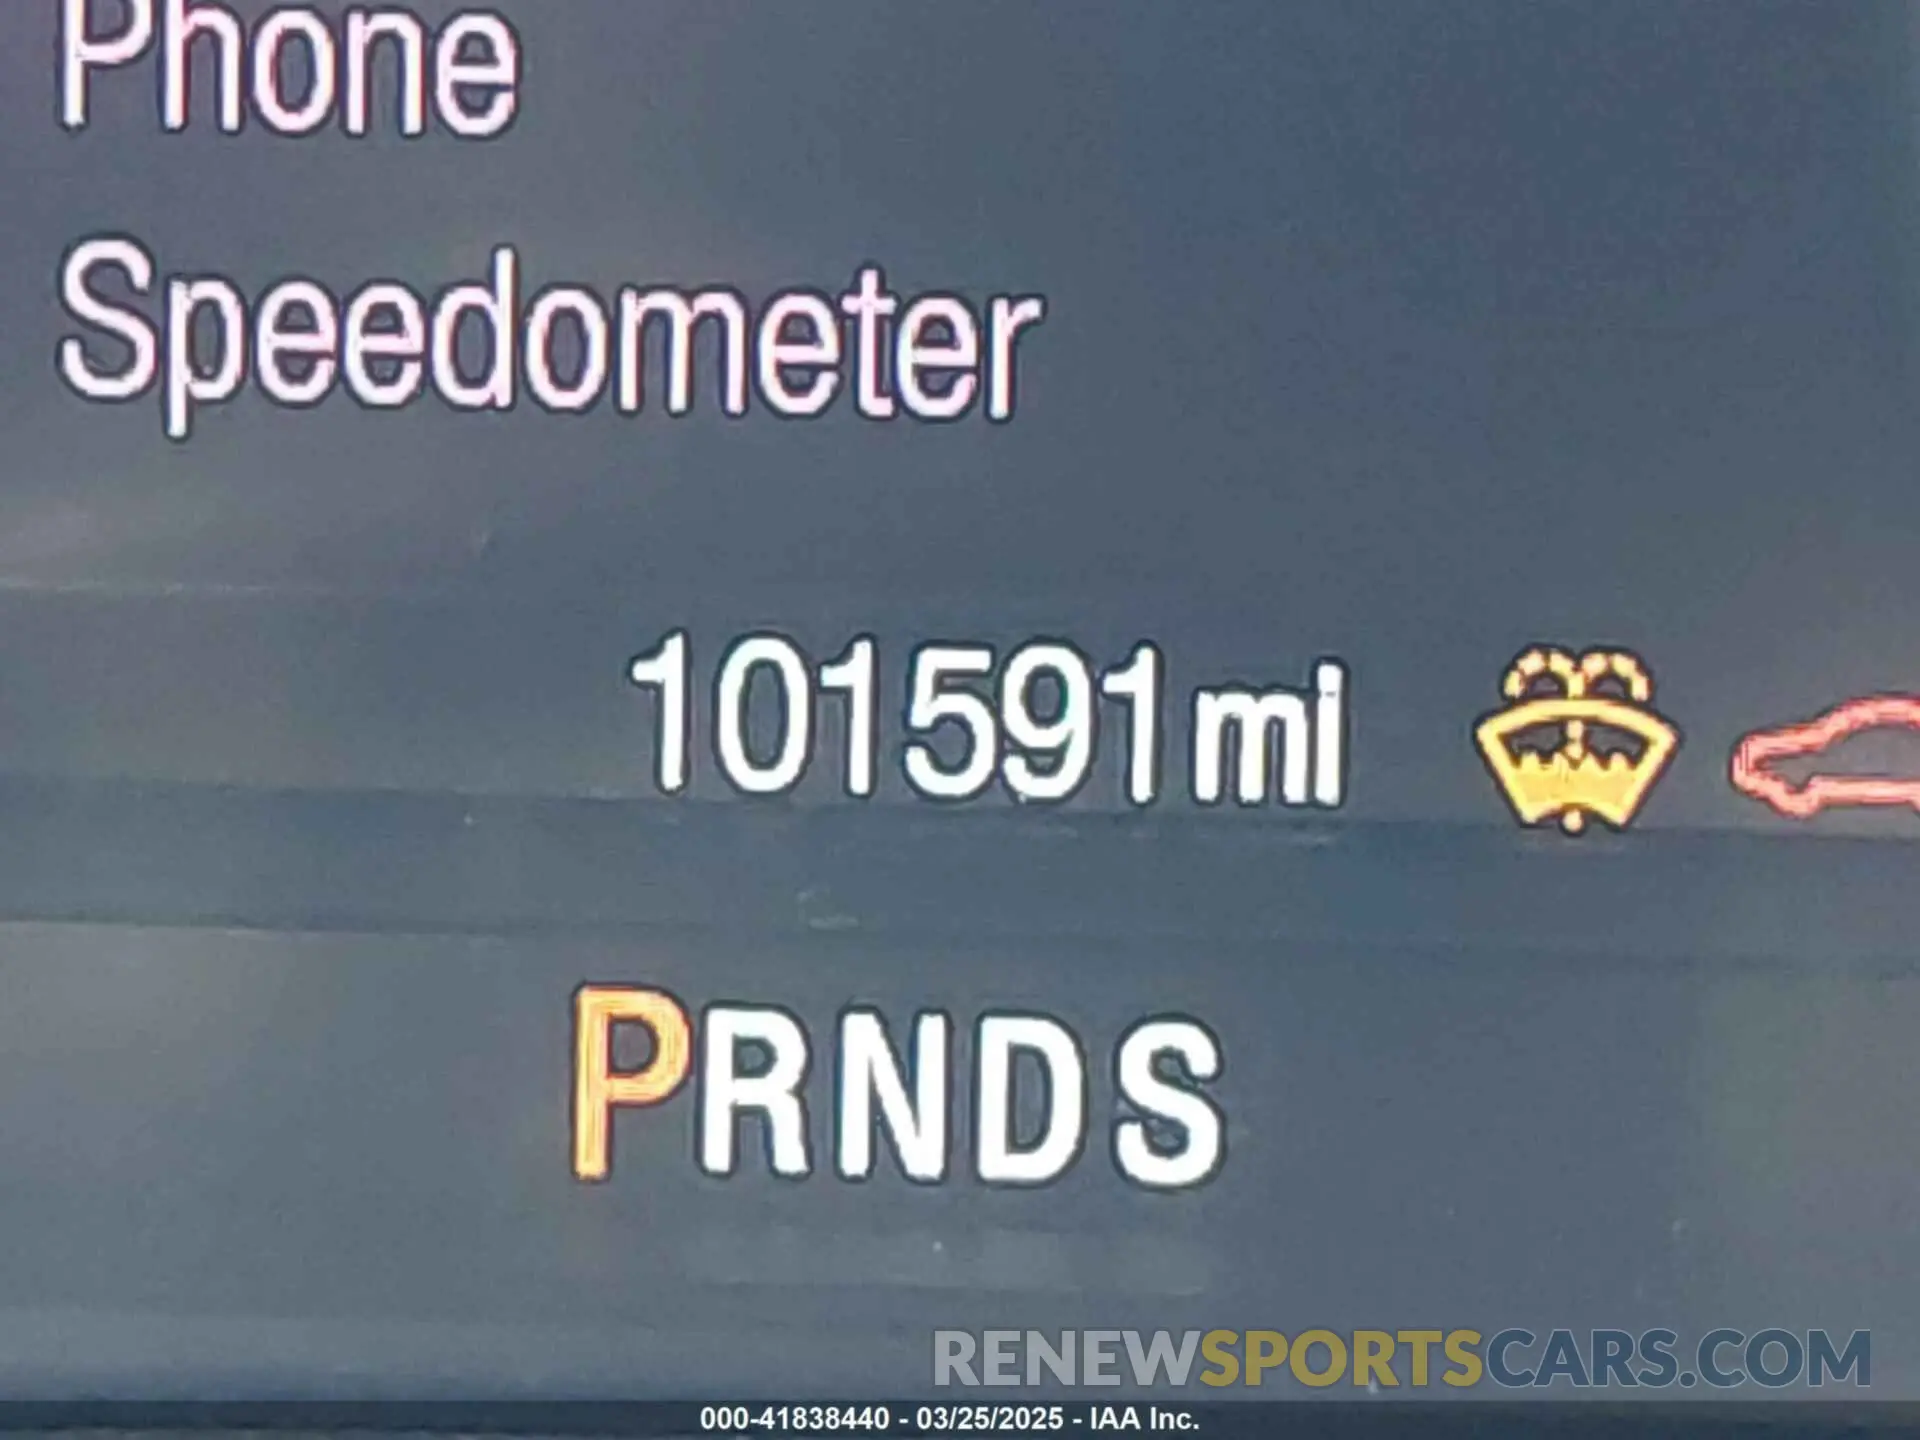 Phone
Speedometer
101591mi
PRNDS
RENEWSPORTSCARS.COM
000-41838440 - 03/25/2025 - IAA Inc.